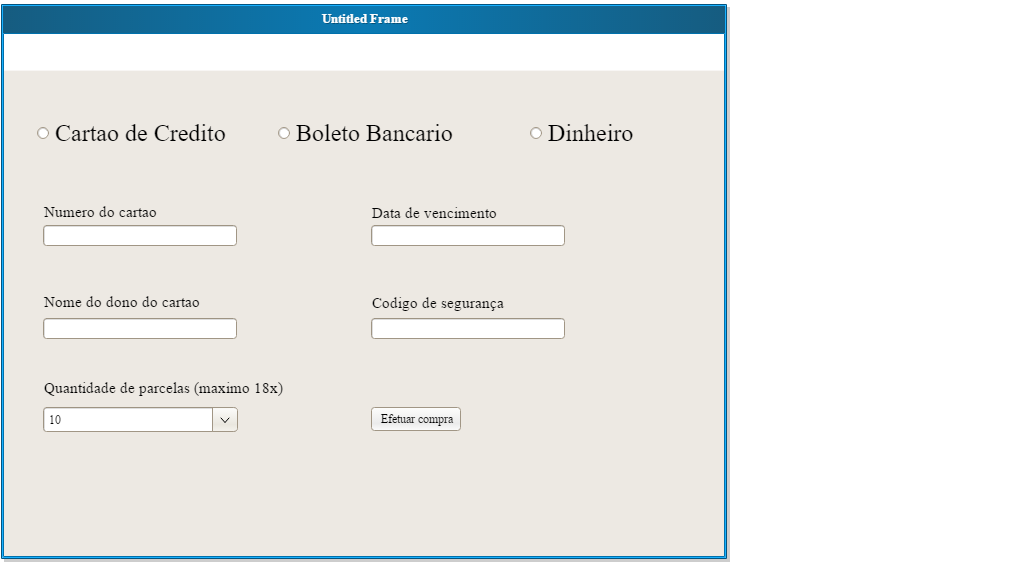 Untitled Frame
Cartao de Credito Boleto Bancario Dinheiro
Numero do cartao Data de vencimento
Nome do dono do cartao Codigo de segurança
Quantidade de parcelas (maximo 18x)
10 Efetuar compra